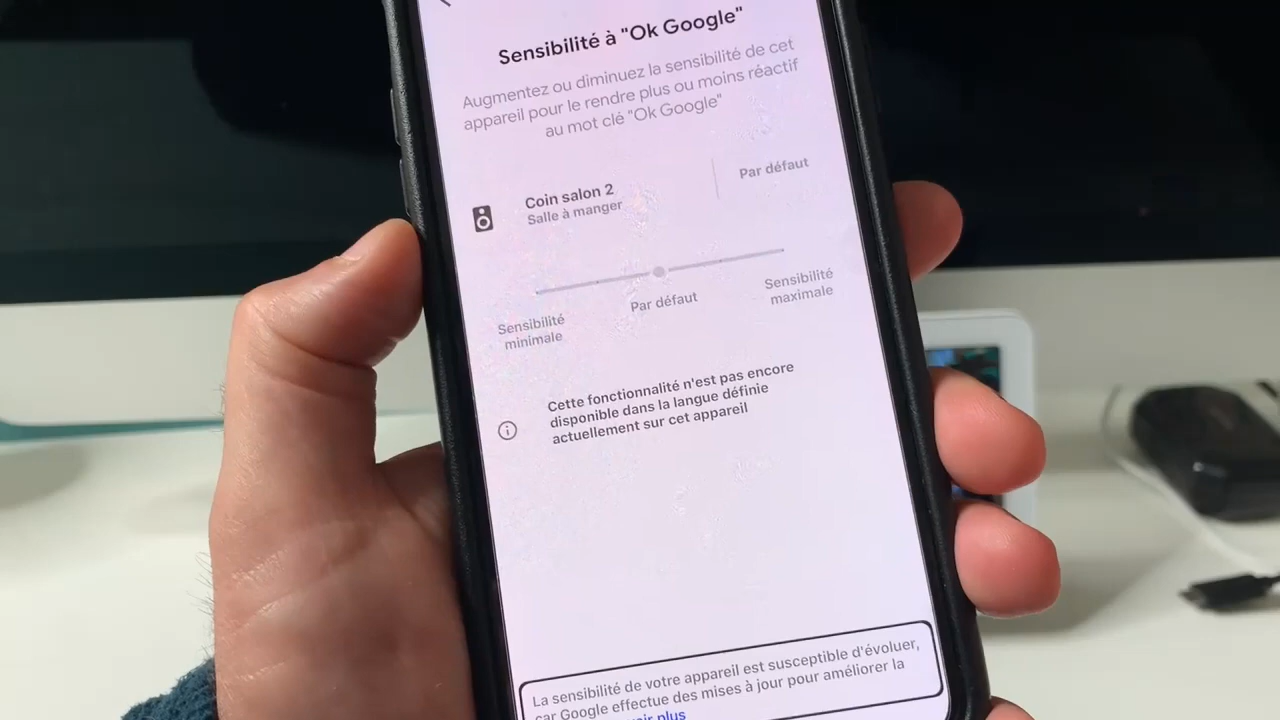 Sensibilité à "Ok Google"
Augmentez ou diminuez la sensibilité de cet
appareil pour le rendre plus ou moins réactif
au mot clé "Ok Google"
Coin salon 2
Salle à manger
Par défaut
Sensibilité
minimale
Par défaut
Sensibilité
maximale
Cette fonctionnalité n'est pas encore
disponible dans la langue définie
actuellement sur cet appareil
La sensibilité de votre appareil est susceptible d'évoluer,
car Google effectue des mises à jour pour améliorer la
plus